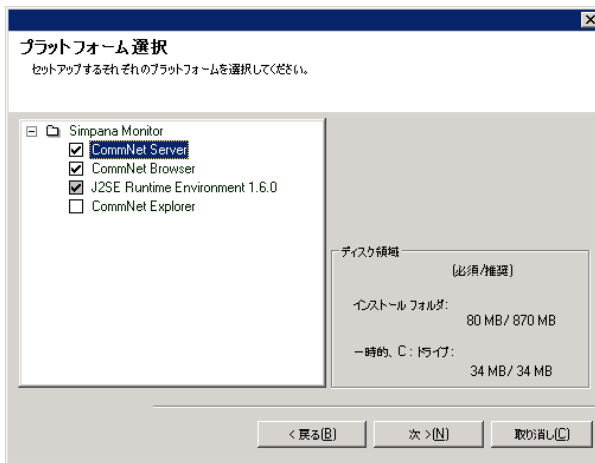 プラットフォーム選択
セットアップするそれぞれのプラットフォームを選択してください。
Simpana Monitor
CommNet Server
CommNet Browser
J2SE Runtime Environment 1.6.0
CommNet Explorer
ディスク領域
(必須/推奨)
インストール フォルダ:
80 MB/ 870 MB
一時的、C:ドライブ:
34 MB/ 34 MB
< 戻る(B)
次 >(N)
取り消し(C)